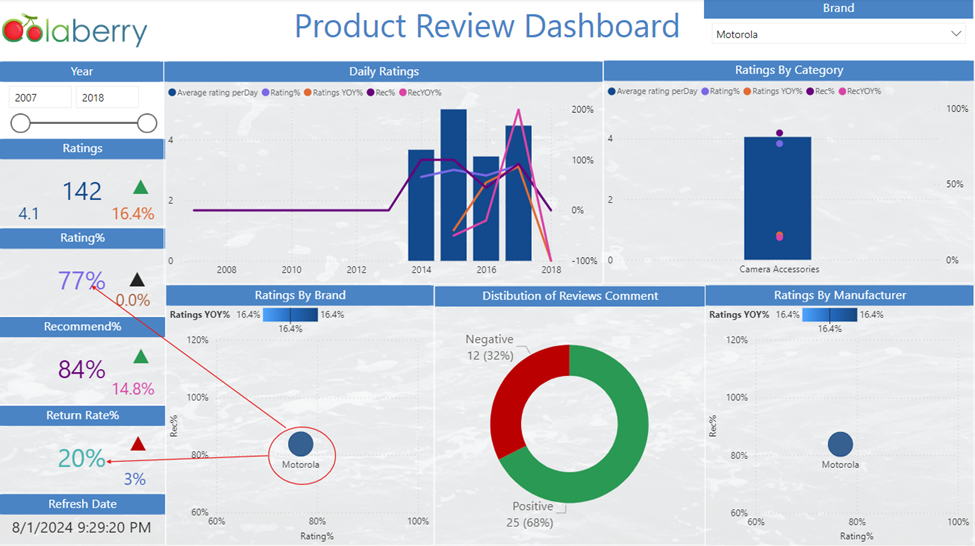 Colaberry
Product Review Dashboard
Brand
Motorola
Year
2007 2018
Ratings
142
4.1 16.4%
Rating%
77%
0.0%
Recommend%
84%
14.8%
Return Rate%
20%
3%
Refresh Date
8/1/2024 9:29:20 PM
Daily Ratings
Average rating perDay Rating% Ratings YOY% Rec% RecYOY%
4
2
0
200%
100%
0%
-100%
2008 2010 2012 2014 2016 2018
Ratings By Category
Average rating perDay Rating% Ratings YOY% Rec% RecYOY%
4
2
0
100%
50%
0%
Camera Accessories
Ratings By Brand
Ratings YOY% 16.4% 16.4%
16.4%
120%
100%
80%
60%
Rec%
Motorola
60% 80% 100%
Rating%
Distibution of Reviews Comment
Negative
12 (32%)
Positive
25 (68%)
Ratings By Manufacturer
Ratings YOY% 16.4% 16.4%
16.4%
120%
100%
80%
60%
Rec%
Motorola
60% 80% 100%
Rating%